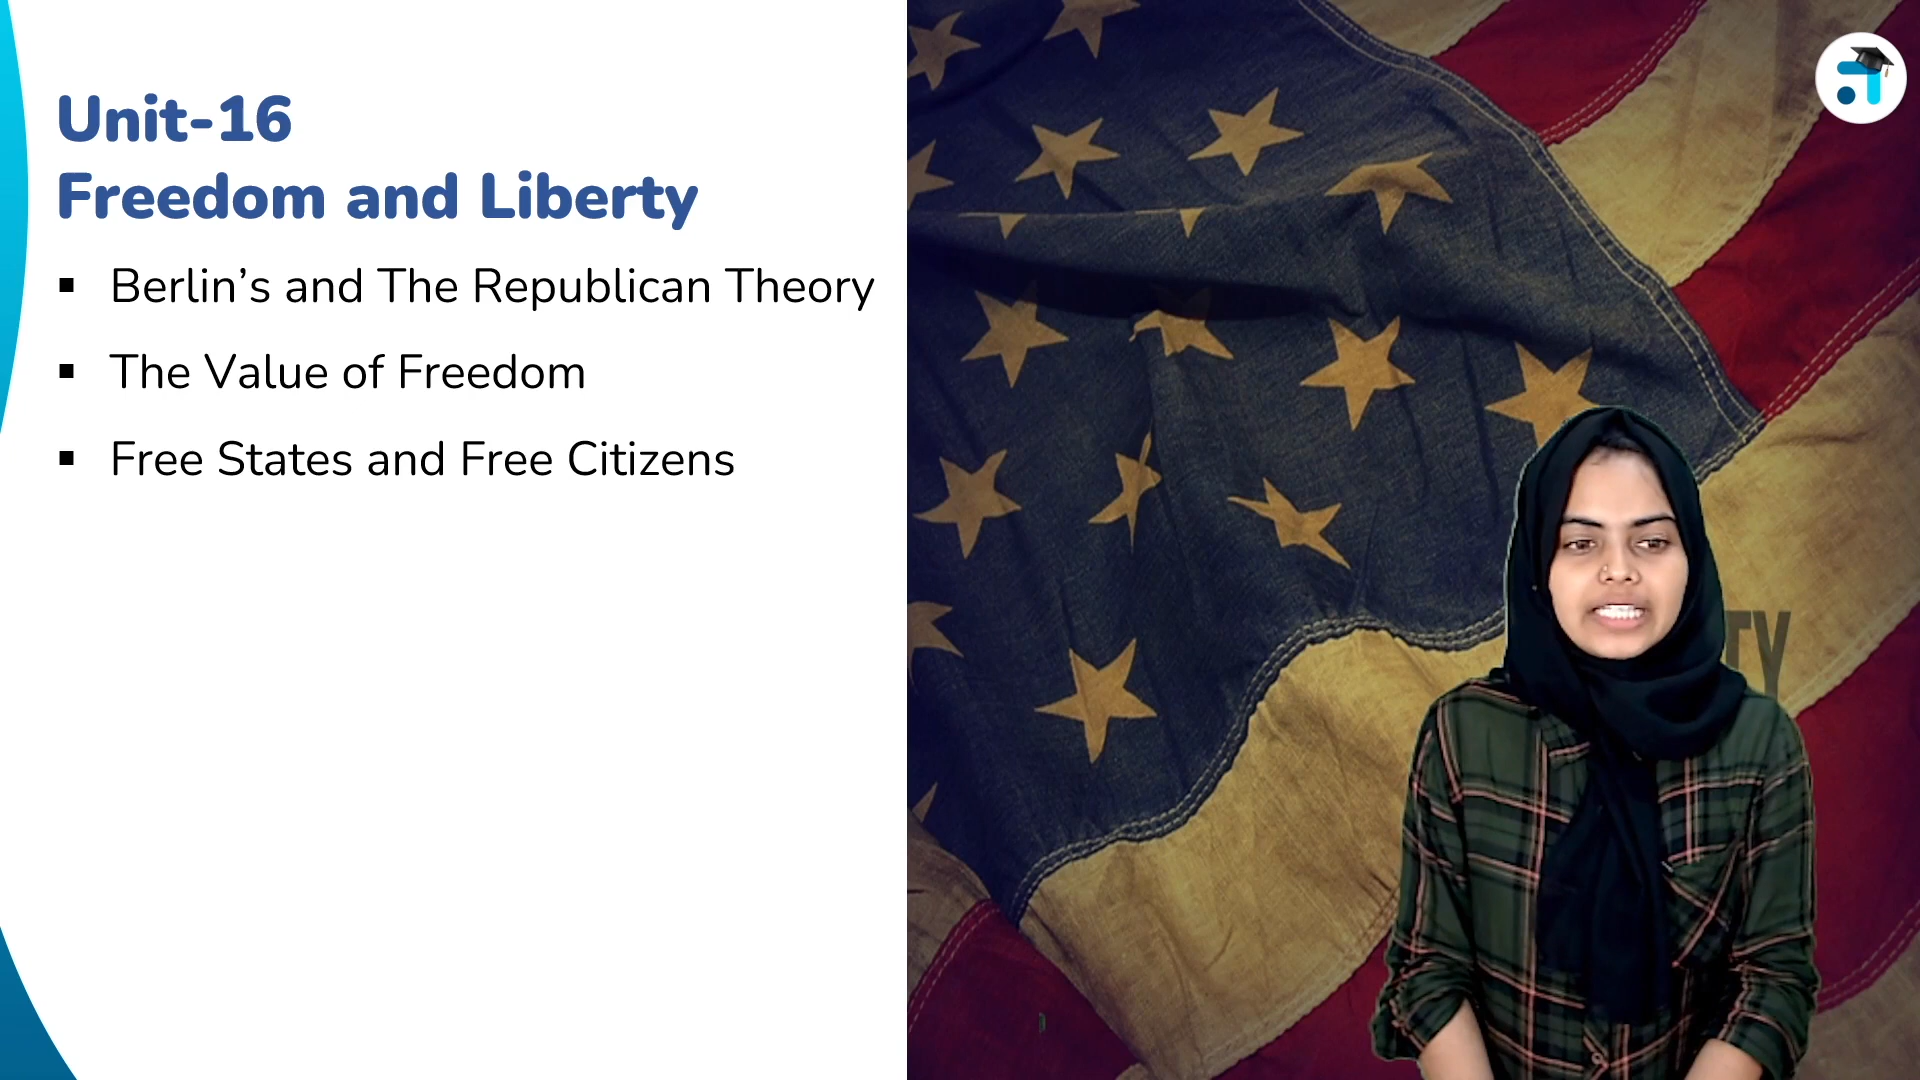 Unit-16
Freedom and Liberty
▪ Berlin’s and The Republican Theory
▪ The Value of Freedom
▪ Free States and Free Citizens
TY